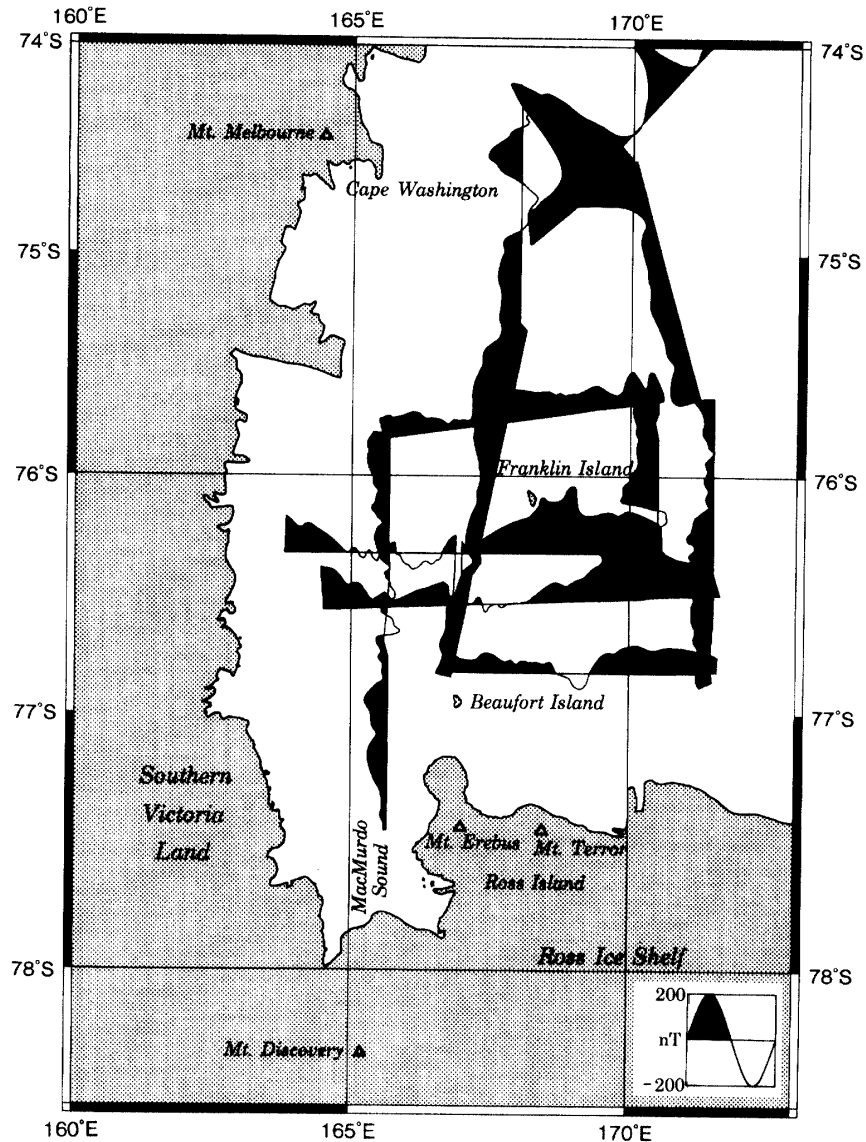 160°E
165°E
170°E
74°S
74°S
Mt. Melbourne
Cape Washington
75°S
75°S
Franklin Island
76°S
76°S
Beaufort Island
77°S
77°S
Southern
Victoria
Land
MacMurdo
Sound
Mt. Erebus
Mt. Terror
Ross Island
Ross Ice Shelf
78°S
78°S
200
nT
-200
Mt. Discovery
160°E
165°E
170°E